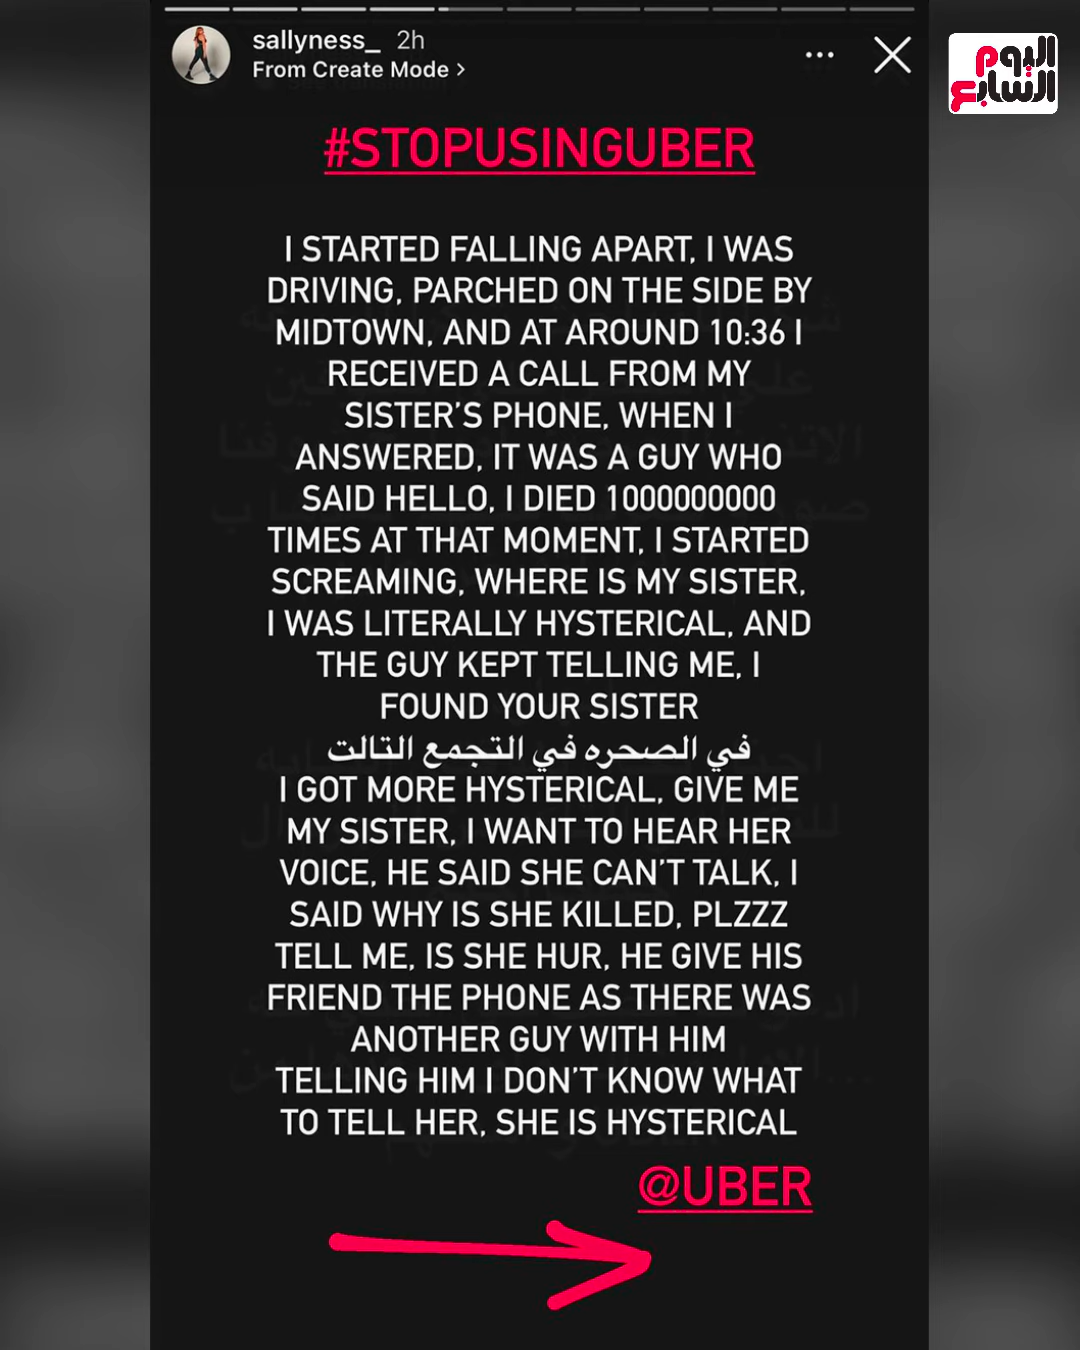 sallyness_ 2h
From Create Mode >
اليوم
السابع
#STOPUSINGUBER
I STARTED FALLING APART, I WAS
DRIVING, PARCHED ON THE SIDE BY
MIDTOWN, AND AT AROUND 10:36 I
RECEIVED A CALL FROM MY
SISTER'S PHONE, WHEN I
ANSWERED, IT WAS A GUY WHO
SAID HELLO, I DIED 1000000000
TIMES AT THAT MOMENT, I STARTED
SCREAMING, WHERE IS MY SISTER,
I WAS LITERALLY HYSTERICAL, AND
THE GUY KEPT TELLING ME, I
FOUND YOUR SISTER
في الصحره في التجمع التالت
I GOT MORE HYSTERICAL, GIVE ME
MY SISTER, I WANT TO HEAR HER
VOICE, HE SAID SHE CAN'T TALK, I
SAID WHY IS SHE KILLED, PLZZZ
TELL ME, IS SHE HUR, HE GIVE HIS
FRIEND THE PHONE AS THERE WAS
ANOTHER GUY WITH HIM
TELLING HIM I DON'T KNOW WHAT
TO TELL HER, SHE IS HYSTERICAL
@UBER